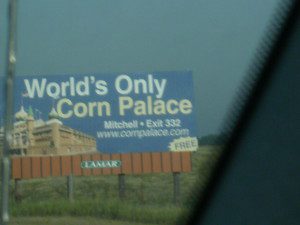 World's Only
Corn Palace
Mitchell • Exit 332
www.cornpalace.com
FREE
LAMAR